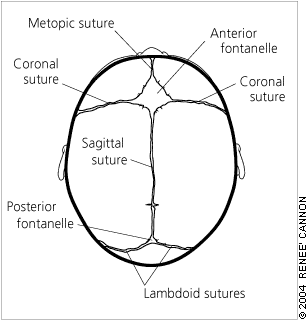 Metopic suture
Anterior
fontanelle
Coronal
suture
Coronal
suture
Sagittal
suture
Posterior
fontanelle
Lambdoid sutures
© 2004 RENEE' CANNON